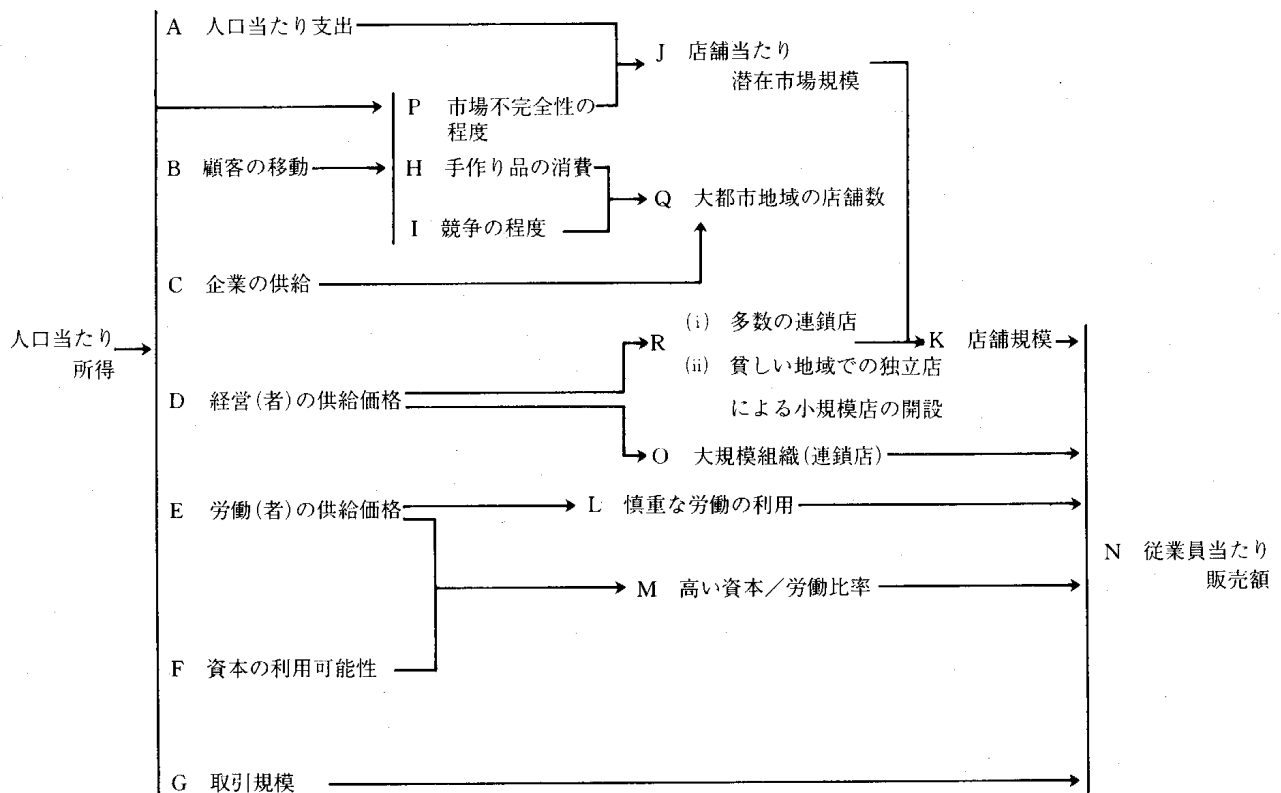 A 人口当たり支出
J 店舗当たり
潜在市場規模
P 市場不完全性の
程度
B 顧客の移動
H 手作り品の消費
Q 大都市地域の店舗数
I 競争の程度
C 企業の供給
人口当たり
所得
R
(i) 多数の連鎖店
(ii) 貧しい地域での独立店
による小規模店の開設
K 店舗規模
D 経営(者)の供給価格
O 大規模組織(連鎖店)
E 労働(者)の供給価格
L 慎重な労働の利用
N 従業員当たり
販売額
M 高い資本/労働比率
F 資本の利用可能性
G 取引規模